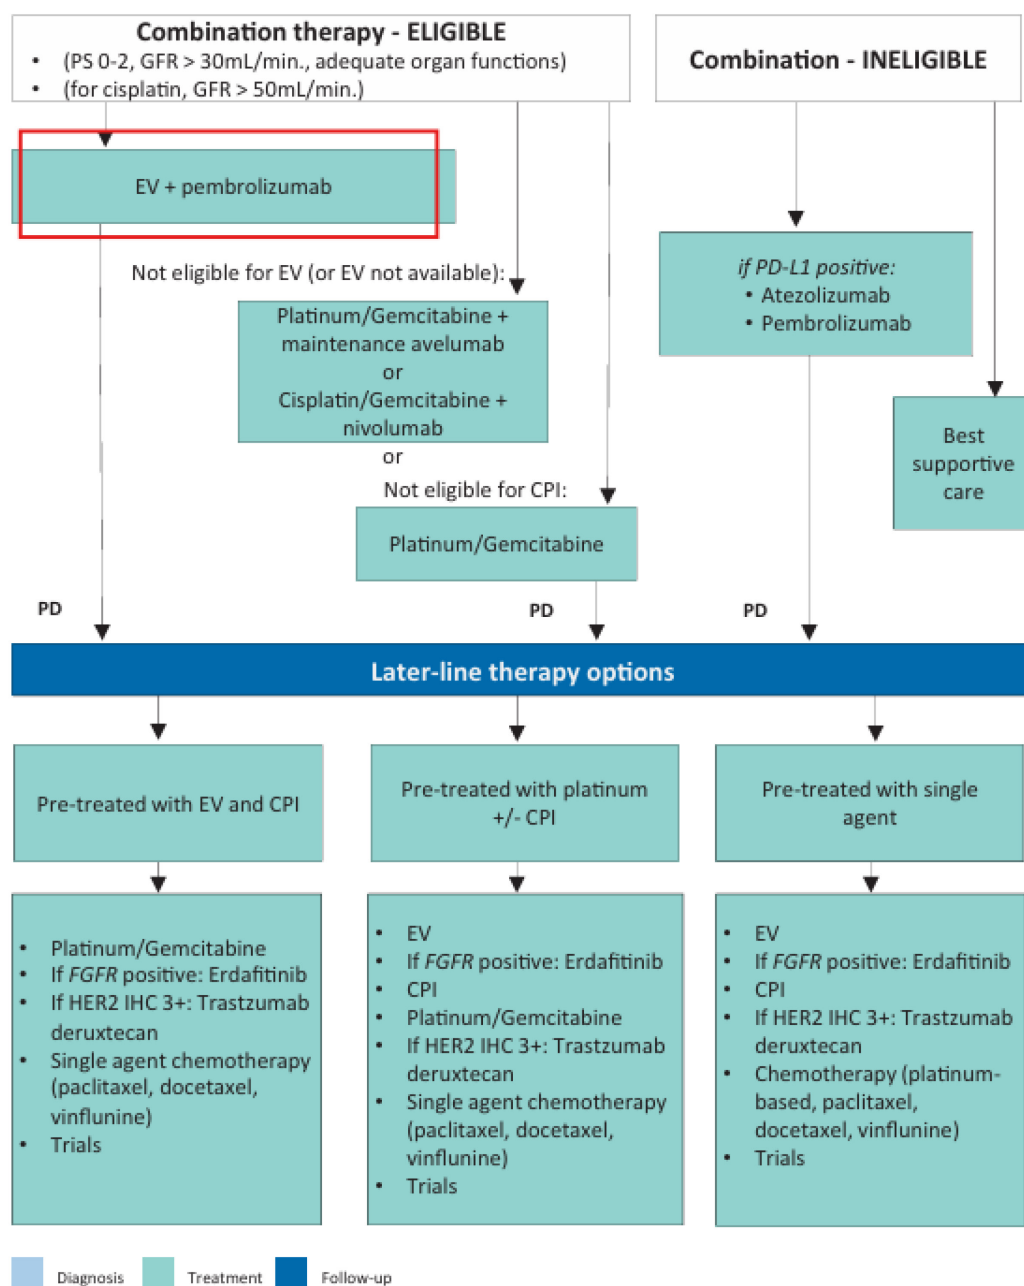 Combination therapy - ELIGIBLE
• (PS 0-2, GFR > 30mL/min., adequate organ functions)
• (for cisplatin, GFR > 50mL/min.)
Combination - INELIGIBLE
EV + pembrolizumab
Not eligible for EV (or EV not available):
Platinum/Gemcitabine +
maintenance avelumab
or
Cisplatin/Gemcitabine +
nivolumab
or
Not eligible for CPI:
Platinum/Gemcitabine
if PD-L1 positive:
• Atezolizumab
• Pembrolizumab
Best
supportive
care
PD
PD
PD
Later-line therapy options
Pre-treated with EV and CPI
Pre-treated with platinum
+/- CPI
Pre-treated with single
agent
• Platinum/Gemcitabine
• If FGFR positive: Erdafitinib
• If HER2 IHC 3+: Trastzumab
deruxtecan
• Single agent chemotherapy
(paclitaxel, docetaxel,
vinflunine)
• Trials
• EV
• If FGFR positive: Erdafitinib
• CPI
• Platinum/Gemcitabine
• If HER2 IHC 3+: Trastzumab
deruxtecan
• Single agent chemotherapy
(paclitaxel, docetaxel,
vinflunine)
• Trials
• EV
• If FGFR positive: Erdafitinib
• CPI
• If HER2 IHC 3+: Trastzumab
deruxtecan
• Chemotherapy (platinum-
based, paclitaxel,
docetaxel, vinflunine)
• Trials
Diagnosis
Treatment
Follow-up